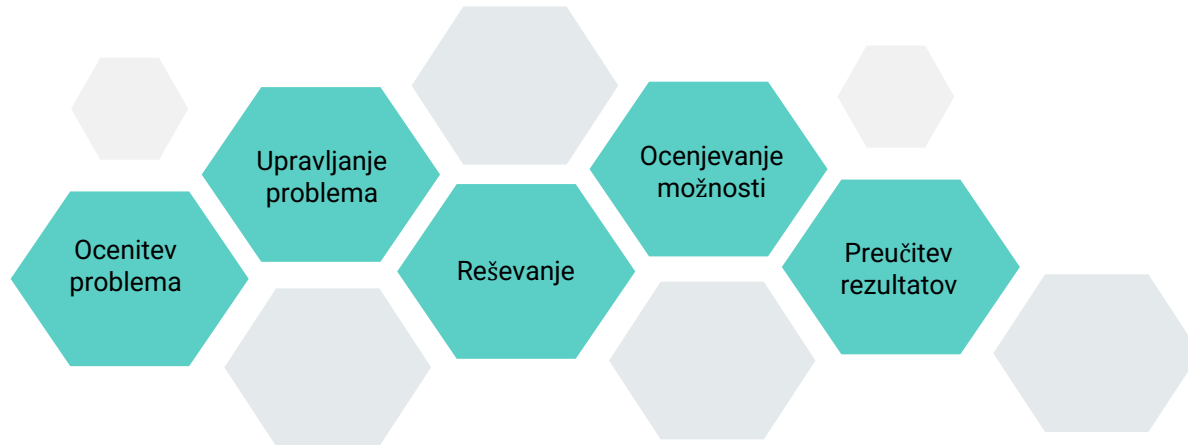 Ocenitev
problema
Upravljanje
problema
Reševanje
Ocenjevanje
možnosti
Preučitev
rezultatov